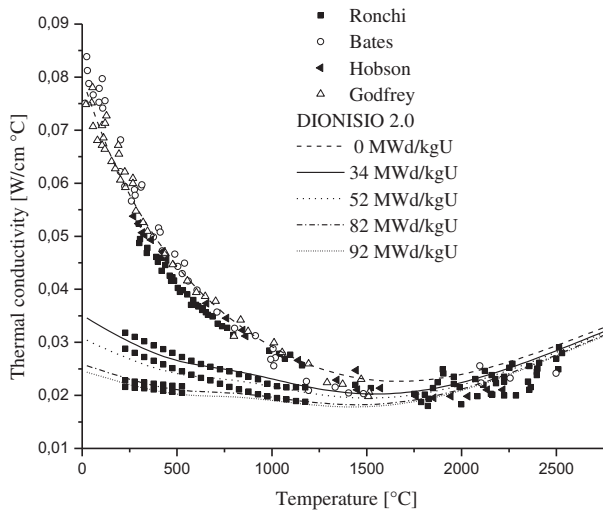 Ronchi
Bates
Hobson
Godfrey
DIONISIO 2.0
0 MWd/kgU
34 MWd/kgU
52 MWd/kgU
82 MWd/kgU
92 MWd/kgU
Thermal conductivity [W/cm °C]
0,09
0,08
0,07
0,06
0,05
0,04
0,03
0,02
0,01
0 500 1000 1500 2000 2500
Temperature [°C]